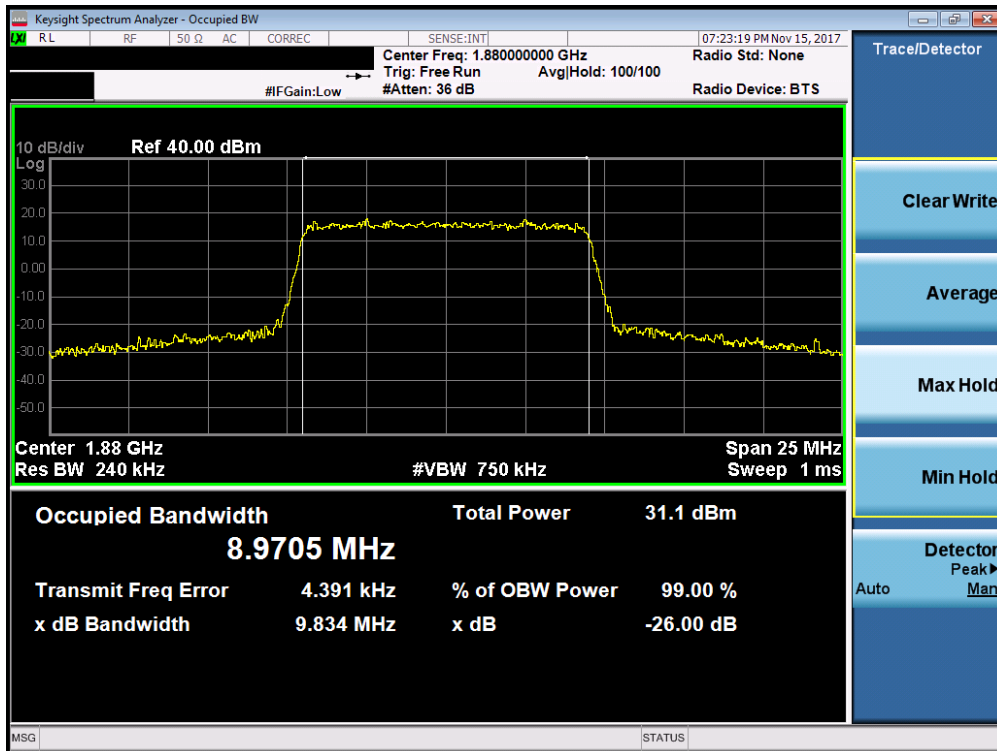 Keysight Spectrum Analyzer - Occupied BW
LXI RL RF 50 Ω AC CORREC SENSE:INT 07:23:19 PM Nov 15, 2017
Center Freq: 1.880000000 GHz Radio Std: None
Trig: Free Run Avg|Hold: 100/100
#IFGain:Low #Atten: 36 dB Radio Device: BTS
Trace/Detector
10 dB/div Ref 40.00 dBm
Log
30.0
20.0
10.0
0.00
-10.0
-20.0
-30.0
-40.0
-50.0
Center 1.88 GHz Span 25 MHz
Res BW 240 kHz #VBW 750 kHz Sweep 1 ms
Clear Write
Average
Max Hold
Min Hold
Detector
Peak▶
Auto Man
Occupied Bandwidth Total Power 31.1 dBm
8.9705 MHz
Transmit Freq Error 4.391 kHz % of OBW Power 99.00 %
x dB Bandwidth 9.834 MHz x dB -26.00 dB
MSG STATUS